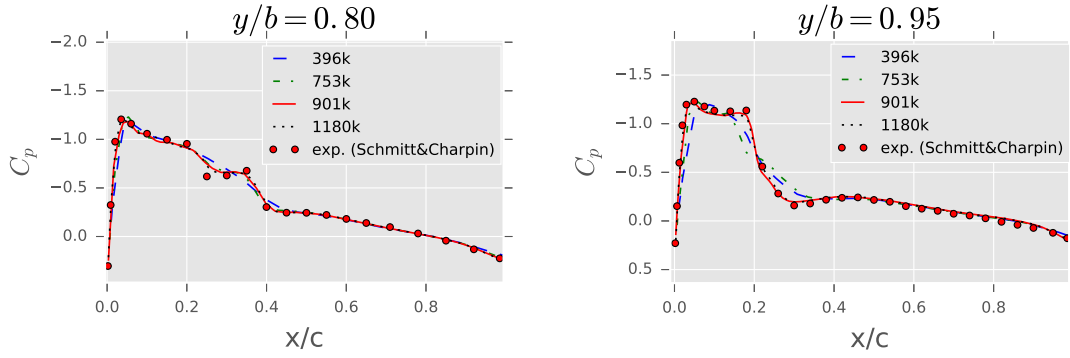 y/b = 0.80
−2.0
−1.5
−1.0
−0.5
0.0
C_p
396k
753k
901k
1180k
exp. (Schmitt&Charpin)
0.0 0.2 0.4 0.6 0.8
x/c
y/b = 0.95
−1.5
−1.0
−0.5
0.0
0.5
C_p
396k
753k
901k
1180k
exp. (Schmitt&Charpin)
0.0 0.2 0.4 0.6 0.8
x/c